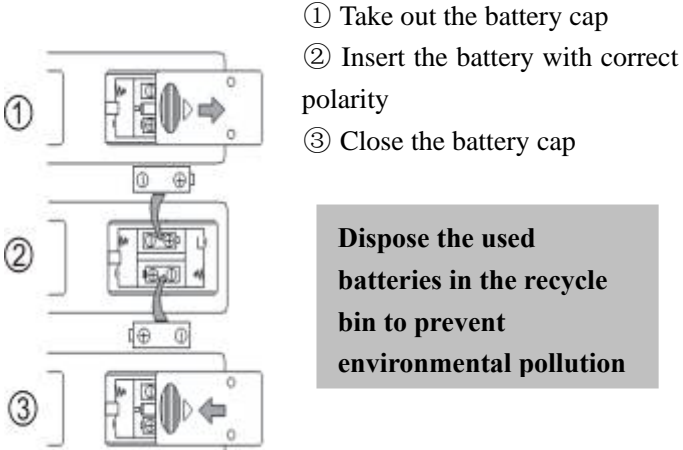 ① Take out the battery cap
② Insert the battery with correct
polarity
③ Close the battery cap
Dispose the used
batteries in the recycle
bin to prevent
environmental pollution
①
②
③